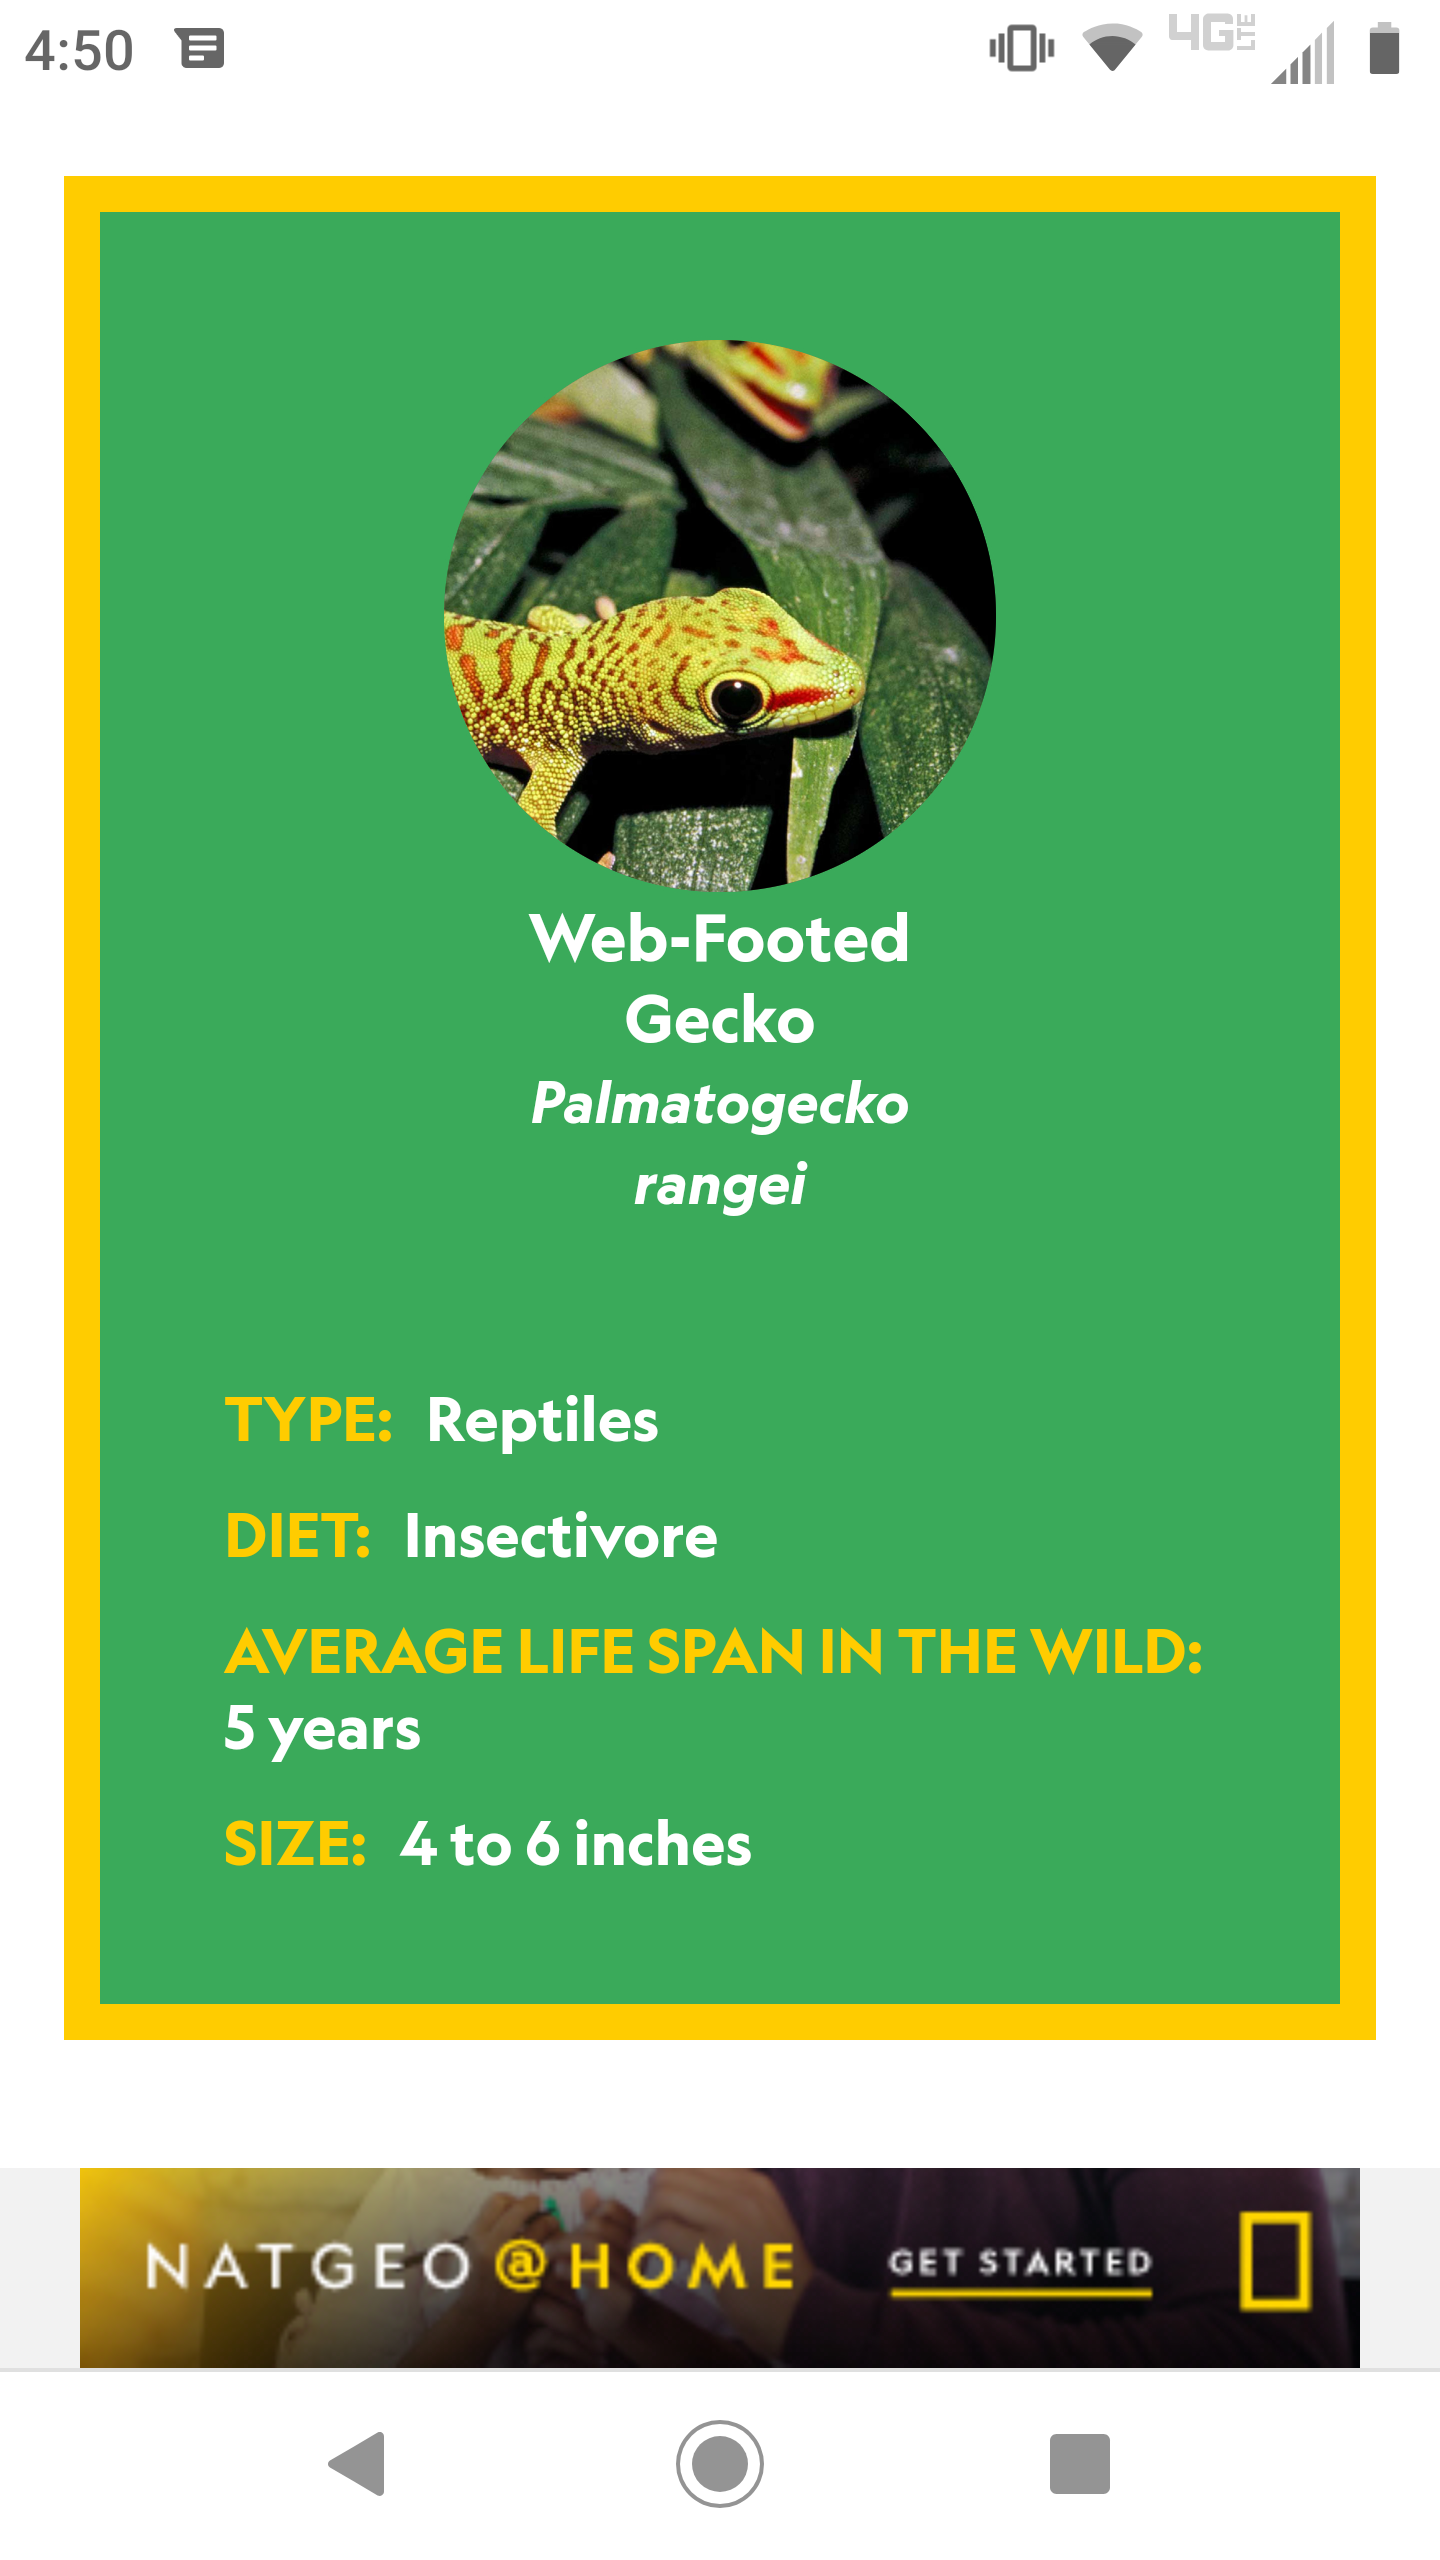 4:50
4G LTE
Web-Footed
Gecko
Palmatogecko
rangei
TYPE: Reptiles
DIET: Insectivore
AVERAGE LIFE SPAN IN THE WILD:
5 years
SIZE: 4 to 6 inches
NATGEO@HOME GET STARTED